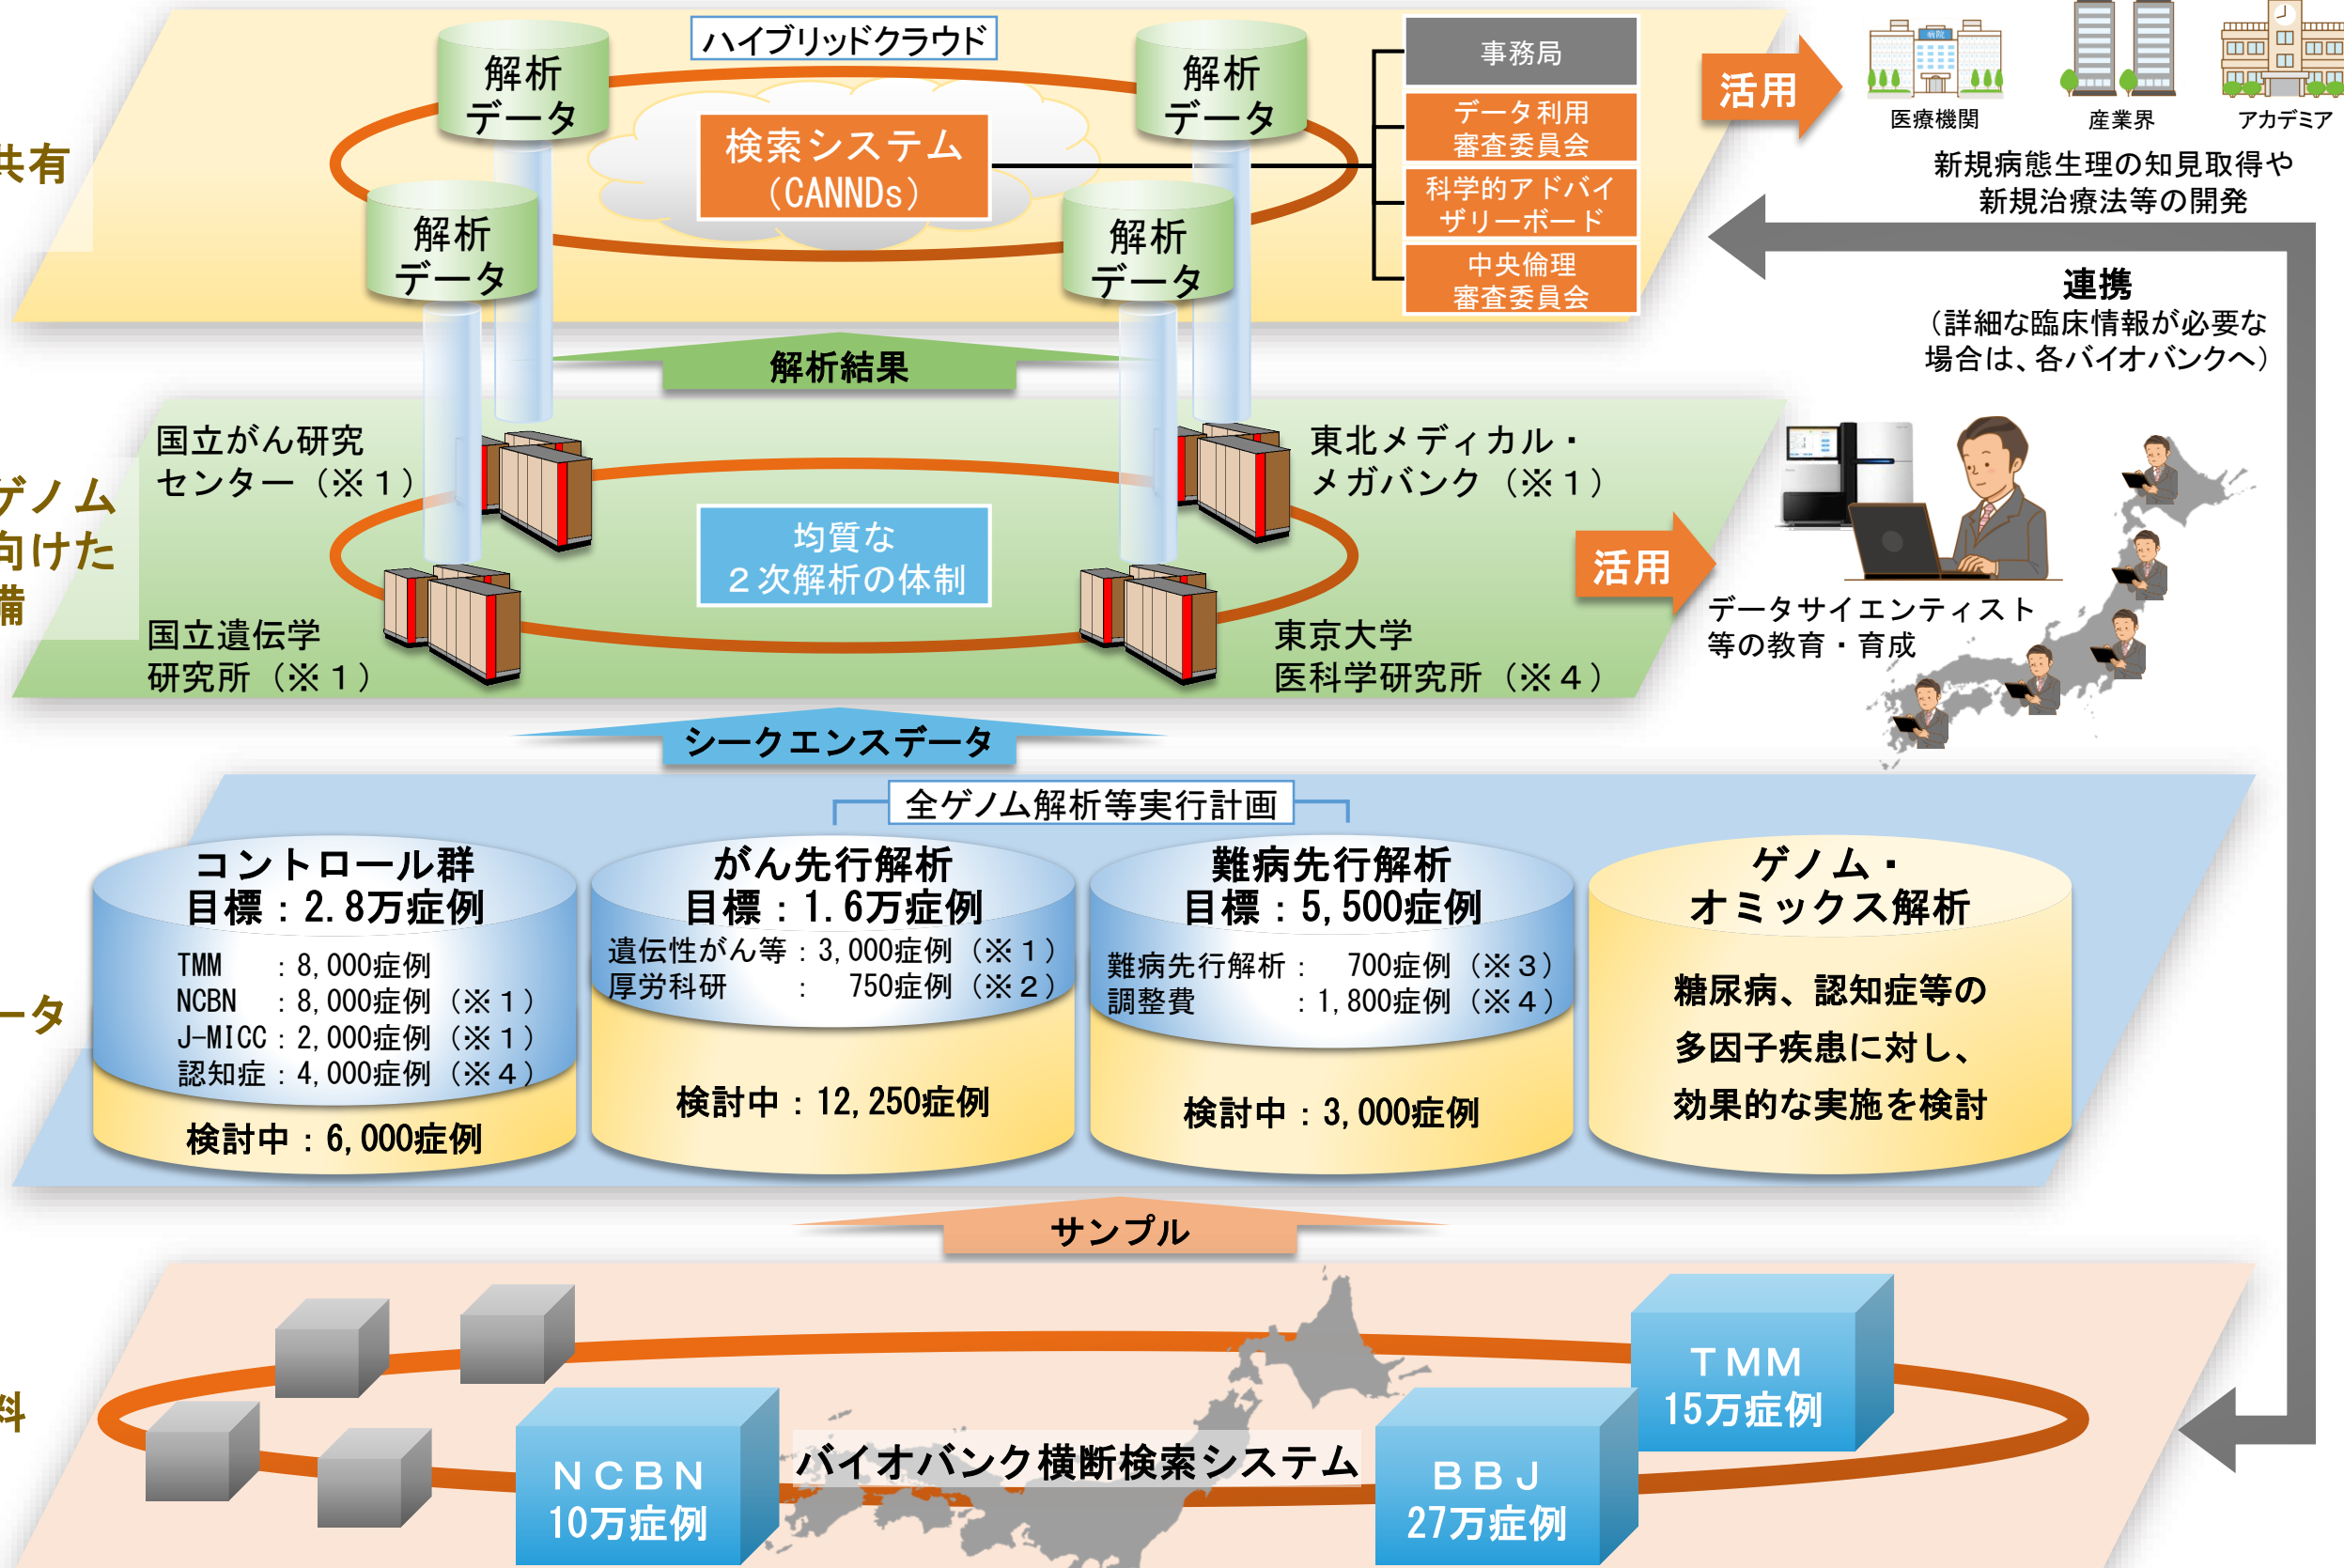 ハイブリッドクラウド
解析
データ
解析
データ
検索システム
（CANNDs）
解析
データ
解析
データ
事務局
データ利用
審査委員会
科学的アドバイ
ザリーボード
中央倫理
審査委員会
活用
病院
医療機関
産業界
アカデミア
新規病態生理の知見取得や
新規治療法等の開発
共有
連携
（詳細な臨床情報が必要な
場合は、各バイオバンクへ）
解析結果
国立がん研究
センター（※１）
東北メディカル・
メガバンク（※１）
ゲノム
向けた
備
均質な
２次解析の体制
国立遺伝学
研究所（※１）
東京大学
医科学研究所（※４）
活用
データサイエンティスト
等の教育・育成
シークエンスデータ
全ゲノム解析等実行計画
コントロール群
目標：2.8万症例
TMM　　：8,000症例
NCBN　：8,000症例（※１）
J-MICC：2,000症例（※１）
認知症：4,000症例（※４）
検討中：6,000症例
がん先行解析
目標：1.6万症例
遺伝性がん等：3,000症例（※１）
厚労科研　　：　750症例（※２）
検討中：12,250症例
難病先行解析
目標：5,500症例
難病先行解析：　700症例（※３）
調整費　　　：1,800症例（※４）
検討中：3,000症例
ゲノム・
オミックス解析
糖尿病、認知症等の
多因子疾患に対し、
効果的な実施を検討
ータ
サンプル
料
ＴＭＭ
15万症例
バイオバンク横断検索システム
ＮＣＢＮ
10万症例
ＢＢＪ
27万症例